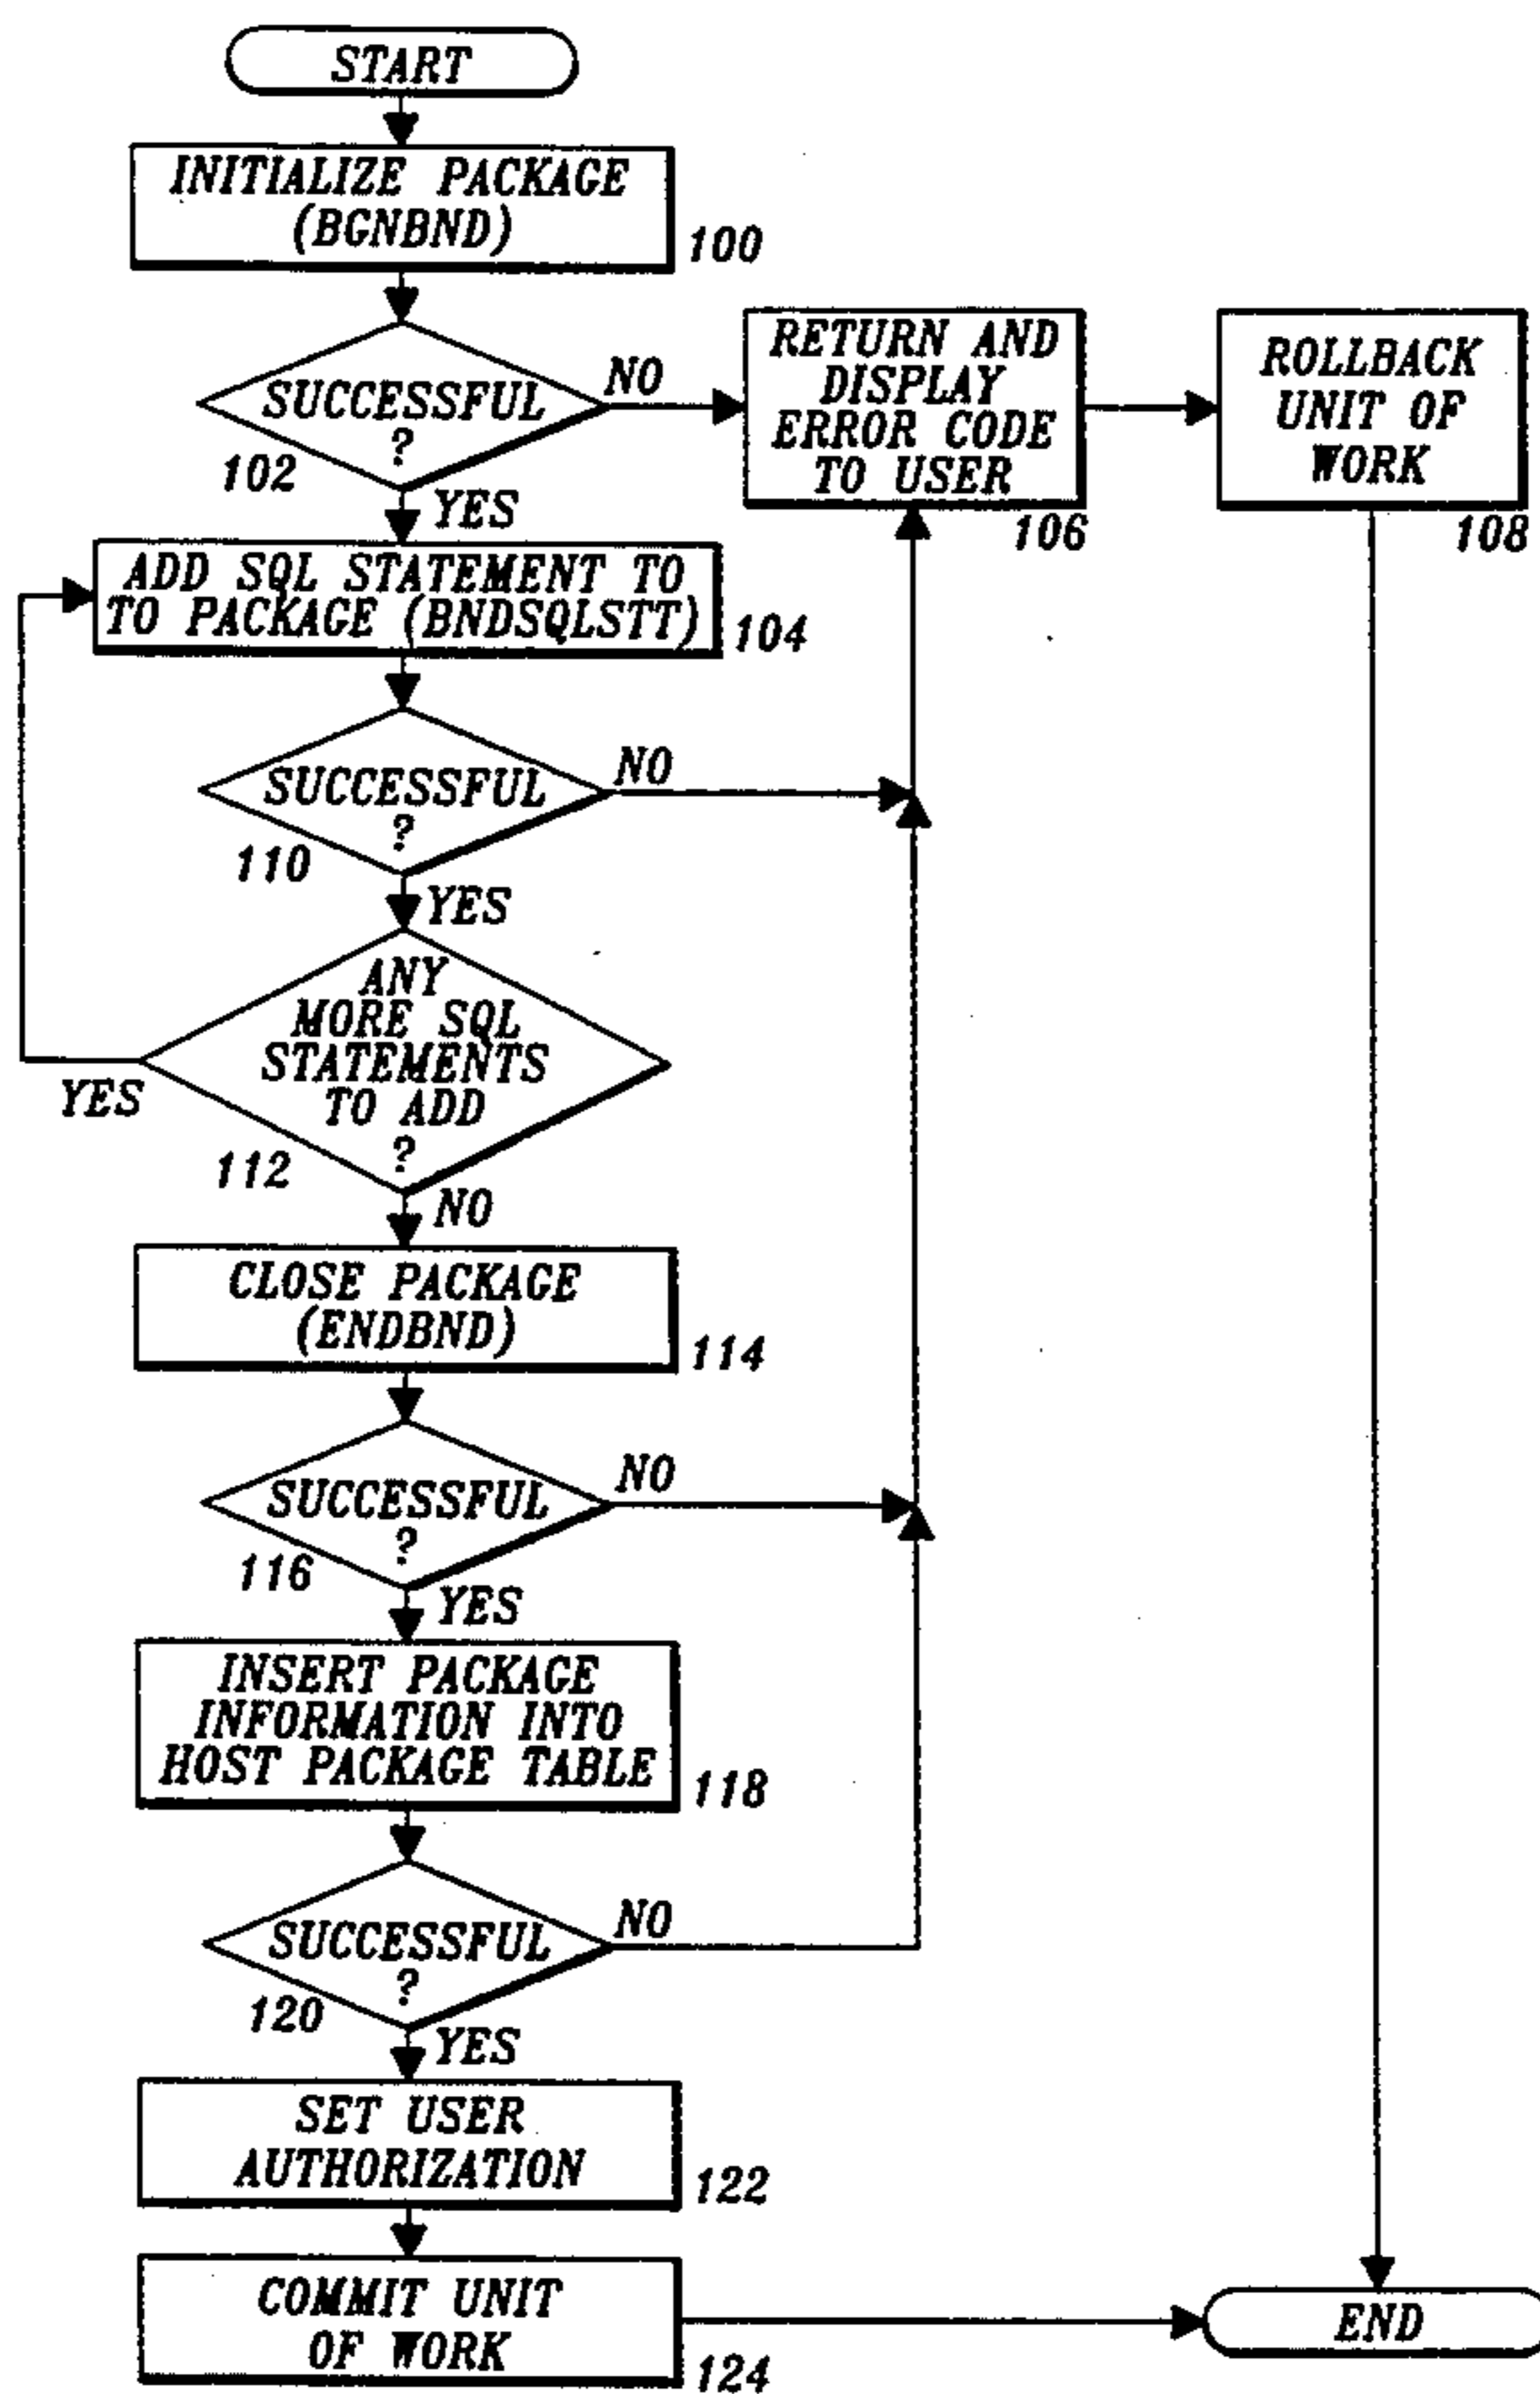 START
INITIALIZE PACKAGE
(BGNBND)
100
SUCCESSFUL
?
102
NO
YES
RETURN AND
DISPLAY
ERROR CODE
TO USER
106
ROLLBACK
UNIT OF
WORK
108
ADD SQL STATEMENT TO
TO PACKAGE (BNDSQLSTT)
104
SUCCESSFUL
?
110
NO
YES
ANY
MORE SQL
STATEMENTS
TO ADD
?
112
YES
NO
CLOSE PACKAGE
(ENDBND)
114
SUCCESSFUL
?
116
NO
YES
INSERT PACKAGE
INFORMATION INTO
HOST PACKAGE TABLE
118
SUCCESSFUL
?
120
NO
YES
SET USER
AUTHORIZATION
122
COMMIT UNIT
OF WORK
124
END